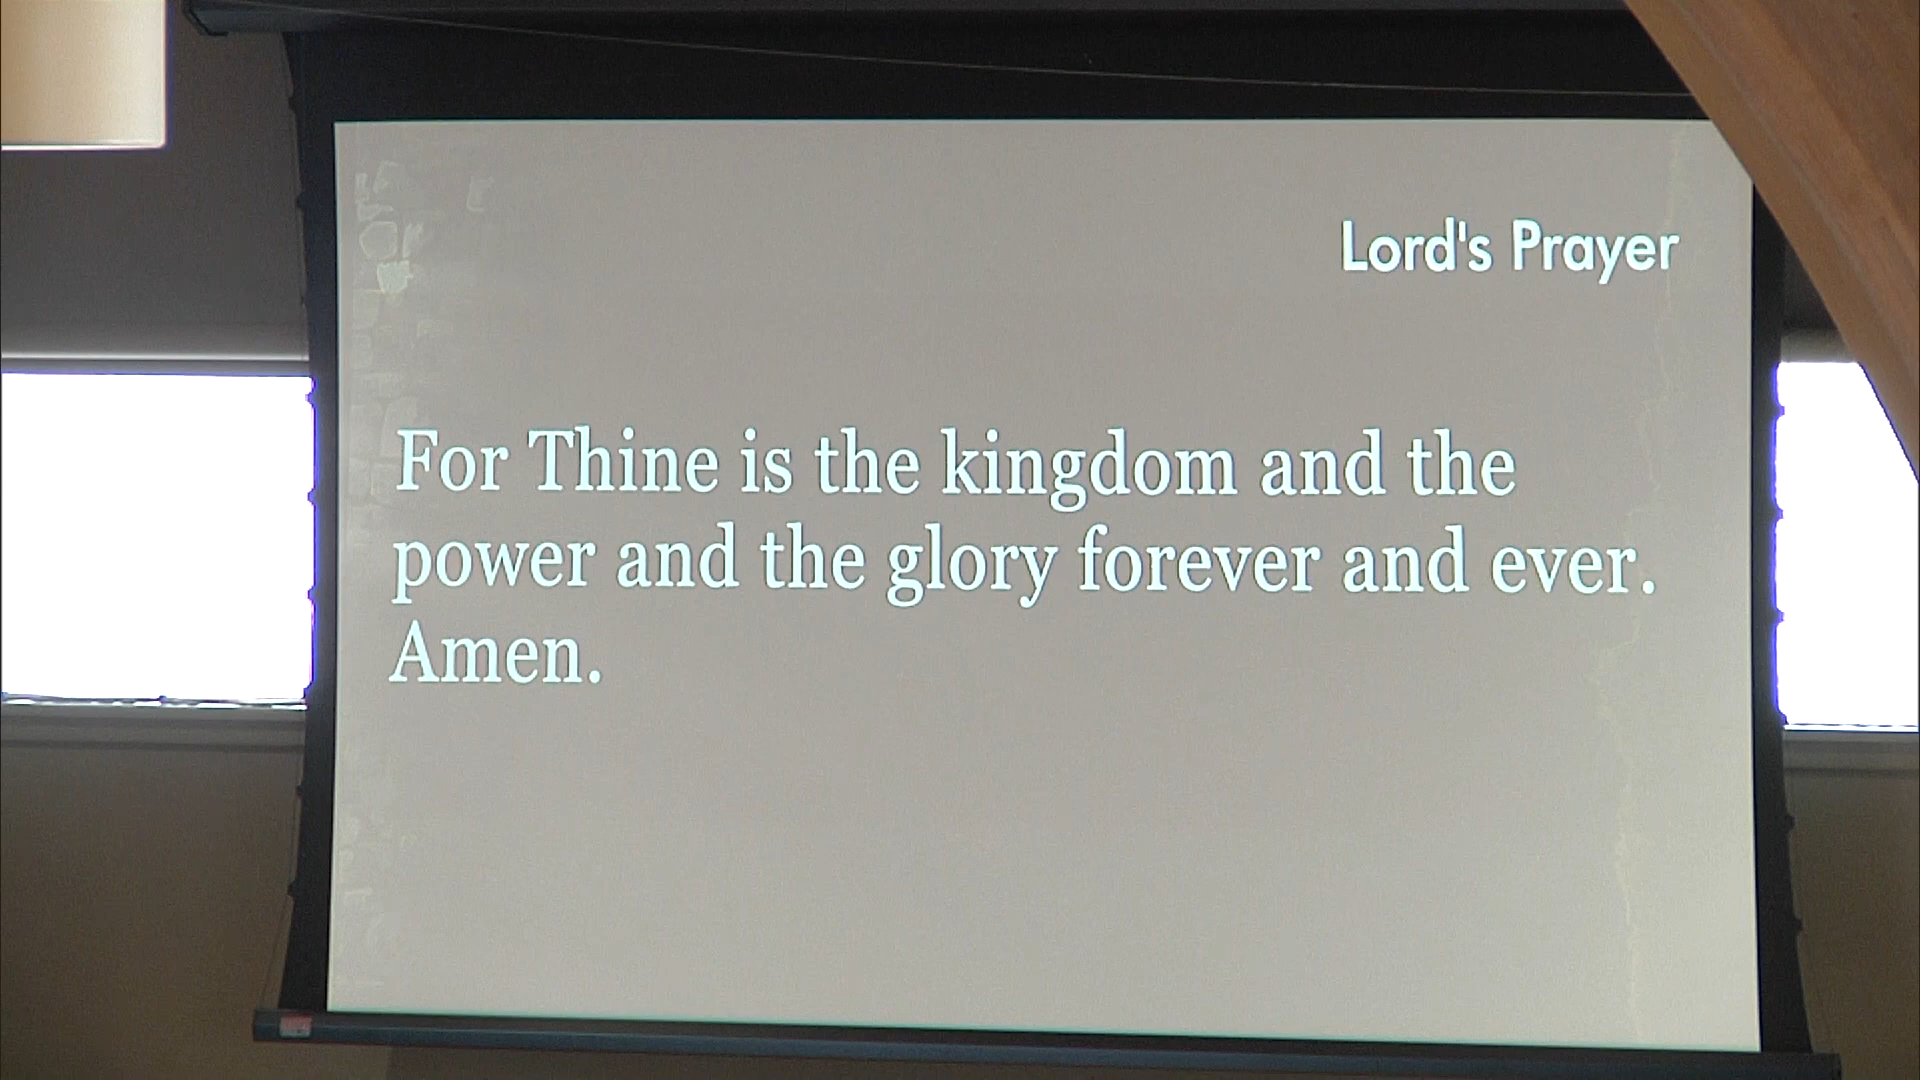 Lord's Prayer
For Thine is the kingdom and the
power and the glory forever and ever.
Amen.